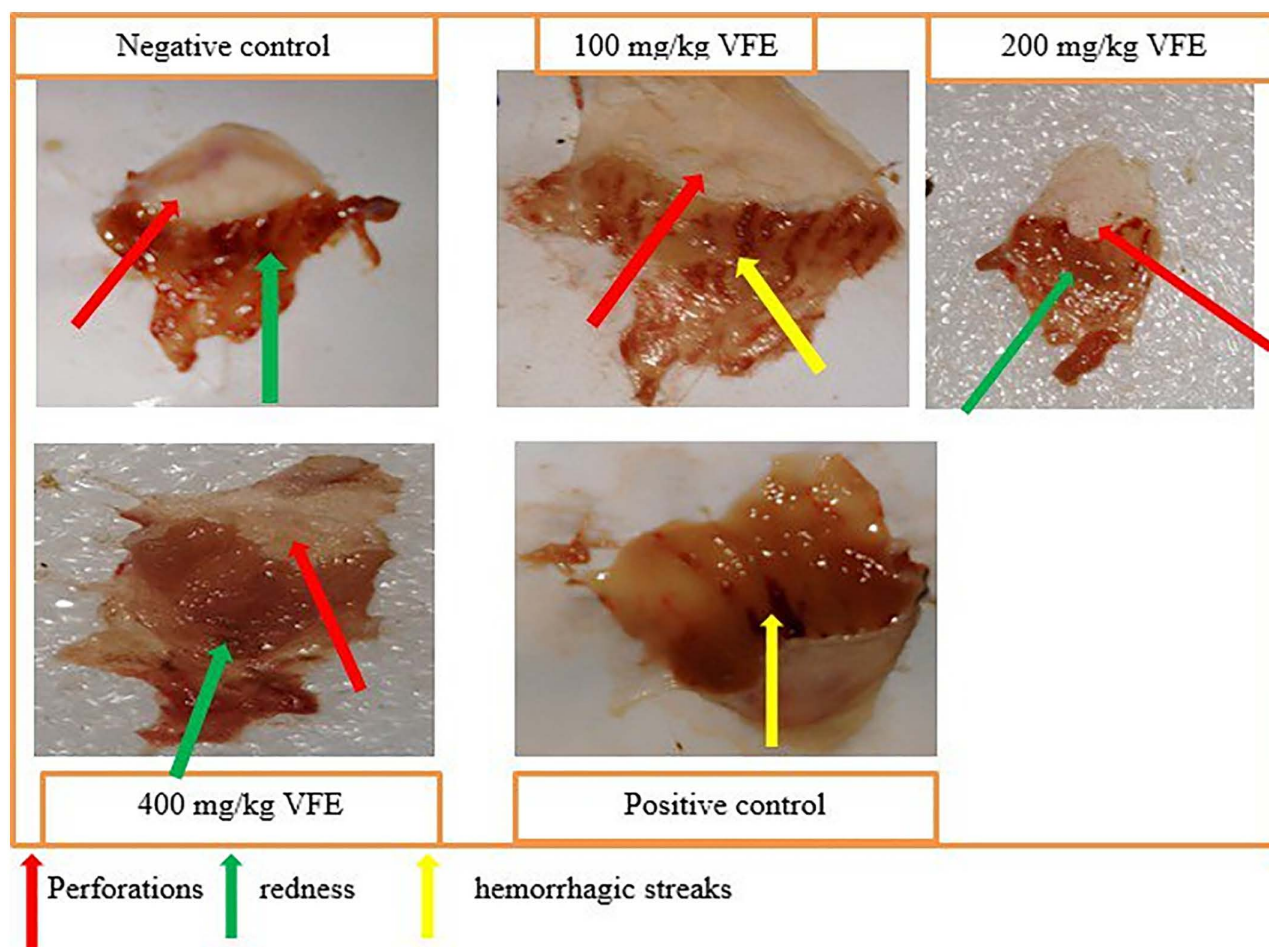 Negative control
100 mg/kg VFE
200 mg/kg VFE
400 mg/kg VFE
Positive control
Perforations redness hemorrhagic streaks